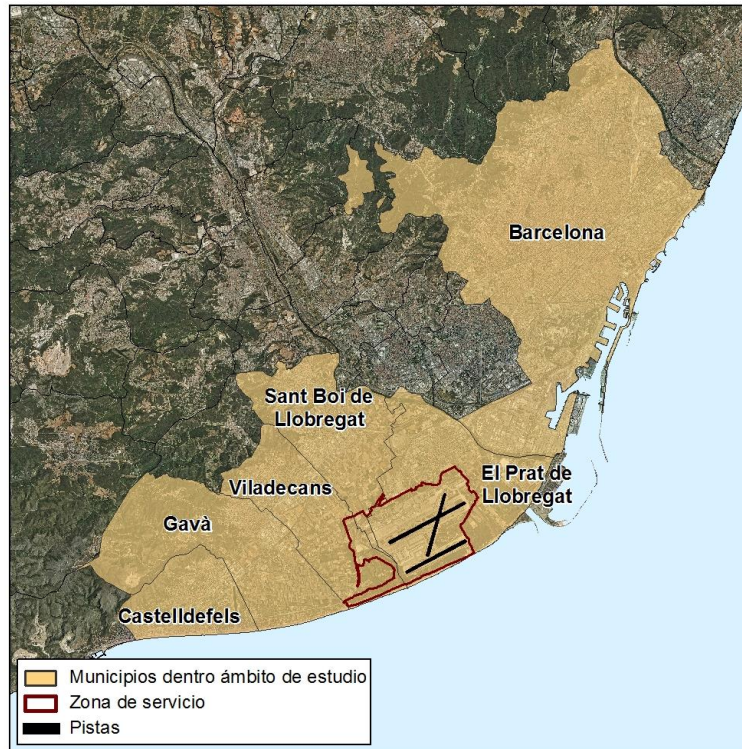 Barcelona
Sant Boi de
Llobregat
El Prat de
Llobregat
Viladecans
Gavà
Castelldefels
Municipios dentro ámbito de estudio
Zona de servicio
Pistas